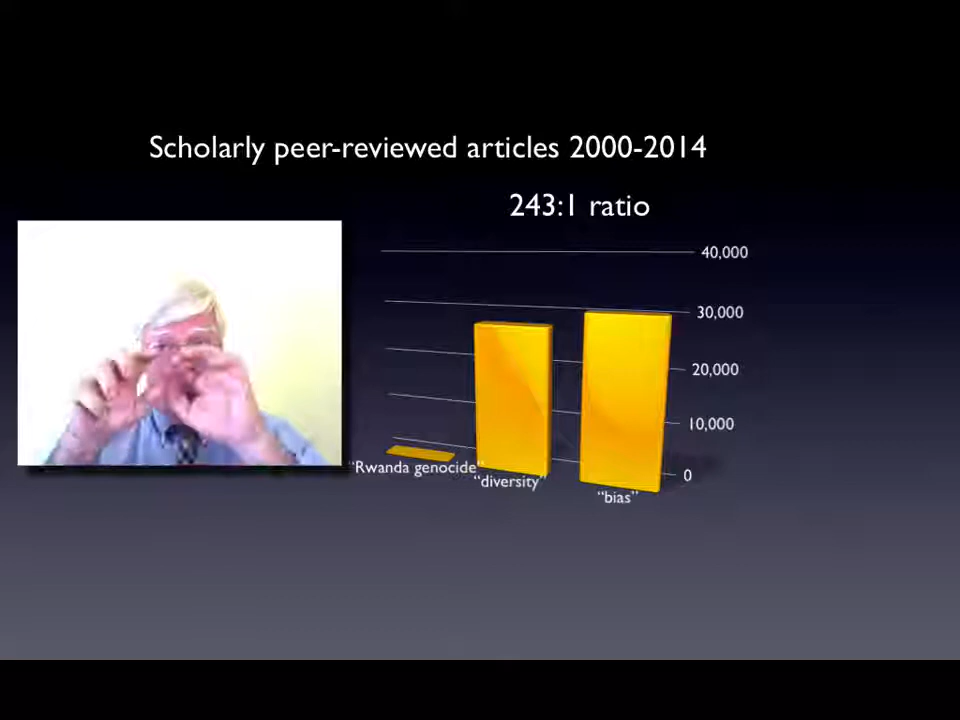 Scholarly peer-reviewed articles 2000-2014
243:1 ratio
40,000
30,000
20,000
10,000
0
"Rwanda genocide"
"diversity"
"bias"